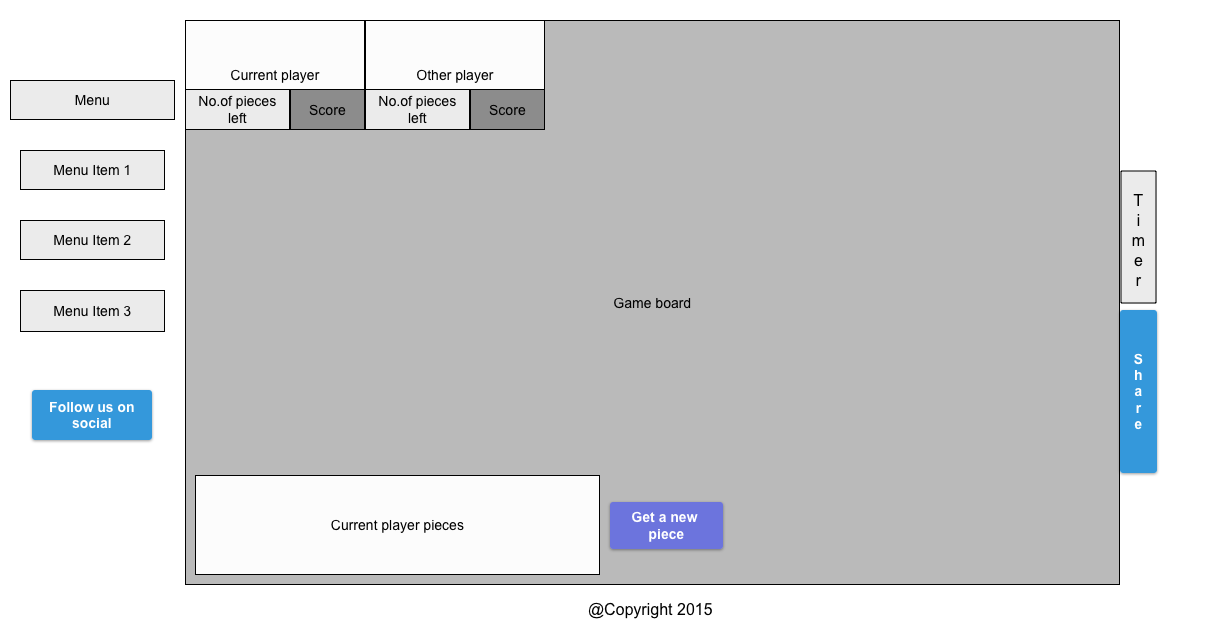 Menu
Menu Item 1
Menu Item 2
Menu Item 3
Follow us on
social
Current player
Other player
No.of pieces
left
Score
No.of pieces
left
Score
Game board
Current player pieces
Get a new
piece
T
i
m
e
r
S
h
a
r
e
@Copyright 2015